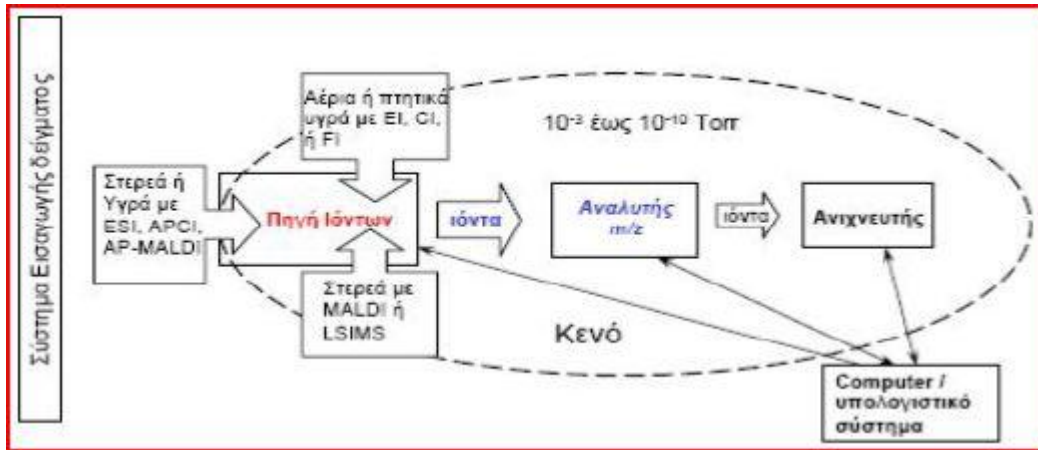 Σύστημα Εισαγωγής δείγματος
Αέρια ή πτητικά
υγρά με EI, CI,
ή FI
10⁻³ έως 10⁻¹⁰ Torr
Στερεά ή
Υγρά με
ESI, APCI,
AP-MALDI
Πηγή Ιόντων
ιόντα
Αναλυτής
m/z
ιόντα
Ανιχνευτής
Στερεά με
MALDI ή
LSIMS
Κενό
Computer /
υπολογιστικό
σύστημα